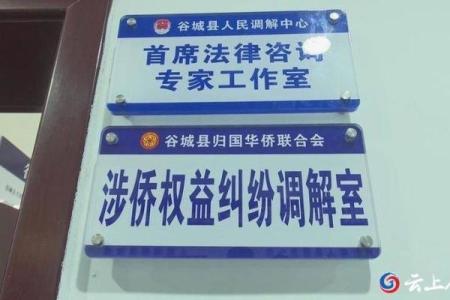 谷城县人民调解中心
首席法律咨询
专家工作室
谷城县归国华侨联合会
涉侨权益纠纷调解室
云上